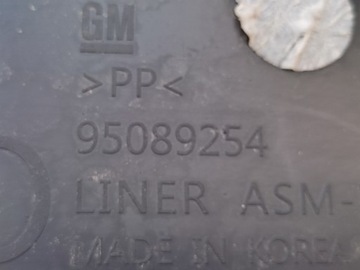 GM
>PP<
95089254
LINER ASM-
MADE IN KOREA